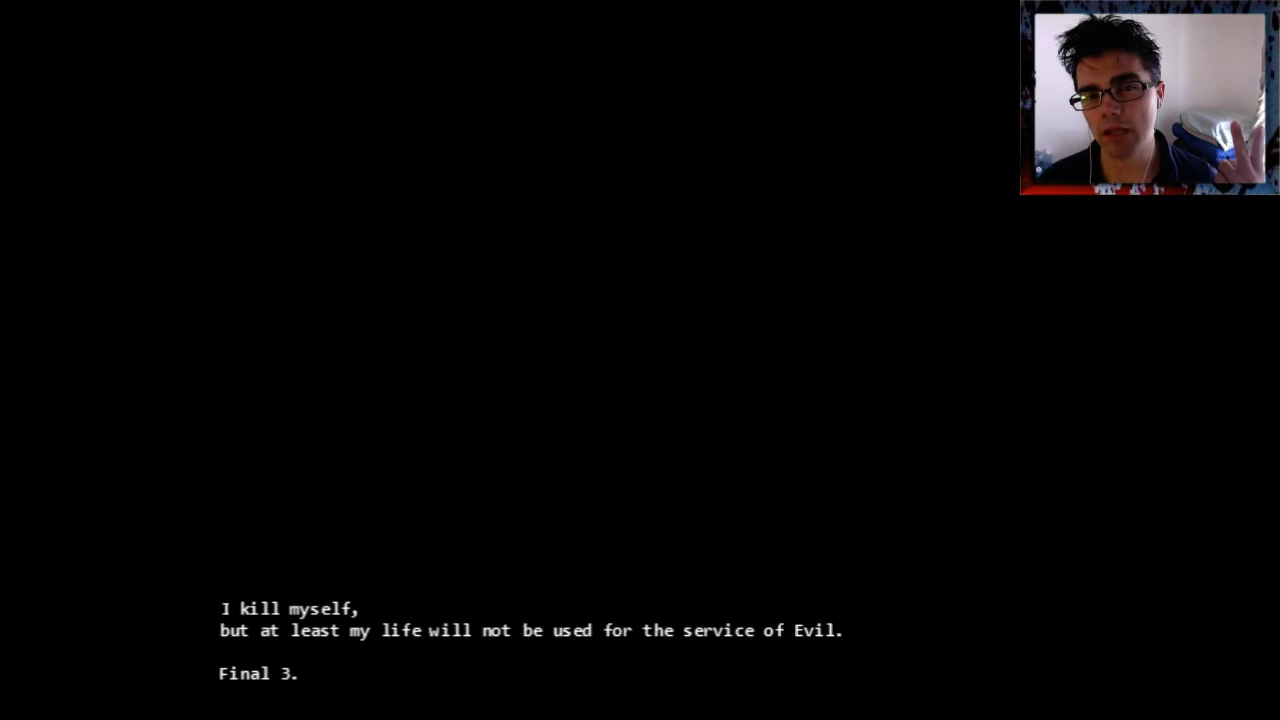 I kill myself,
but at least my life will not be used for the service of Evil.
Final 3.